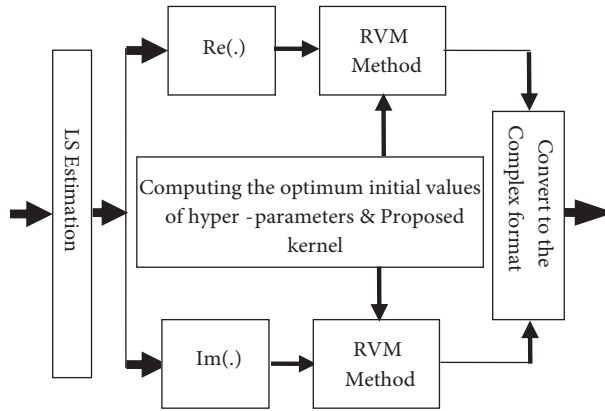 LS Estimation
Re(.)
RVM
Method
Computing the optimum initial values
of hyper -parameters & Proposed
kernel
Im(.)
RVM
Method
Convert to the
Complex format